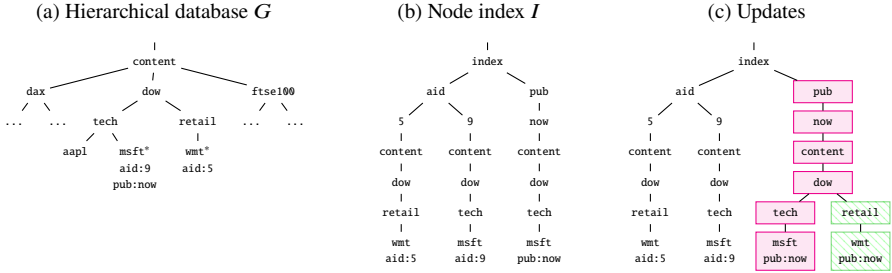 (a) Hierarchical database G
content
dax dow ftse100
... ... tech retail ... ...
aapl msft* wmt*
aid:9 aid:5
pub:now
(b) Node index I
index
aid pub
5 9 now
content content content
dow dow dow
retail tech tech
wmt msft msft
aid:5 aid:9 pub:now
(c) Updates
index
aid pub
5 9 now
content content content
dow dow dow
retail tech tech retail
wmt msft msft wmt
aid:5 aid:9 pub:now pub:now